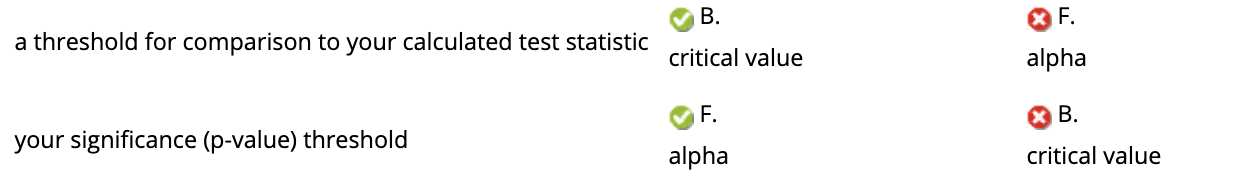 a threshold for comparison to your calculated test statistic
B.
critical value
F.
alpha
your significance (p-value) threshold
F.
alpha
B.
critical value